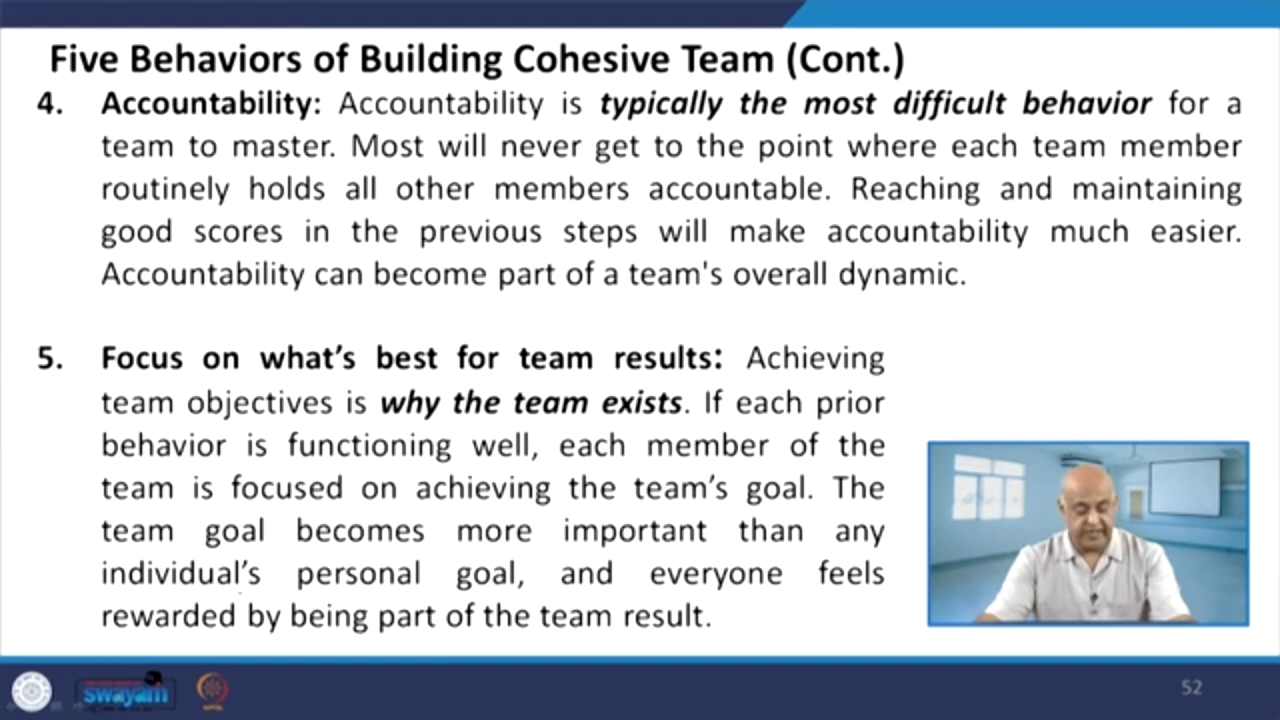 Five Behaviors of Building Cohesive Team (Cont.)
4. Accountability: Accountability is typically the most difficult behavior for a
team to master. Most will never get to the point where each team member
routinely holds all other members accountable. Reaching and maintaining
good scores in the previous steps will make accountability much easier.
Accountability can become part of a team's overall dynamic.
5. Focus on what's best for team results: Achieving
team objectives is why the team exists. If each prior
behavior is functioning well, each member of the
team is focused on achieving the team's goal. The
team goal becomes more important than any
individual's personal goal, and everyone feels
rewarded by being part of the team result.
swayam
52